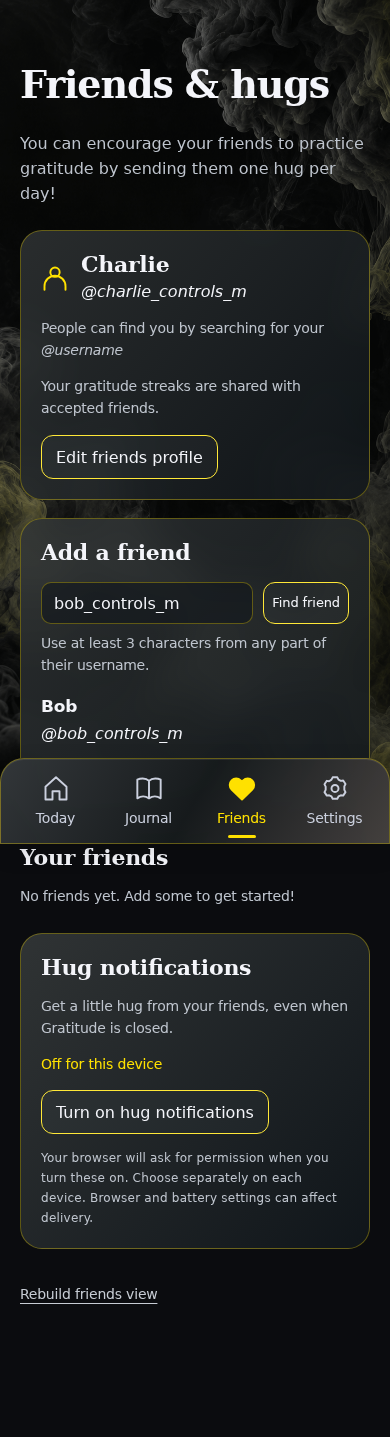 Friends & hugs
You can encourage your friends to practice
gratitude by sending them one hug per
day!
Charlie
@charlie_controls_m
People can find you by searching for your
@username
Your gratitude streaks are shared with
accepted friends.
Edit friends profile
Add a friend
bob_controls_m
Find friend
Use at least 3 characters from any part of
their username.
Bob
@bob_controls_m
Today
Journal
Friends
Settings
Your friends
No friends yet. Add some to get started!
Hug notifications
Get a little hug from your friends, even when
Gratitude is closed.
Off for this device
Turn on hug notifications
Your browser will ask for permission when you
turn these on. Choose separately on each
device. Browser and battery settings can affect
delivery.
Rebuild friends view